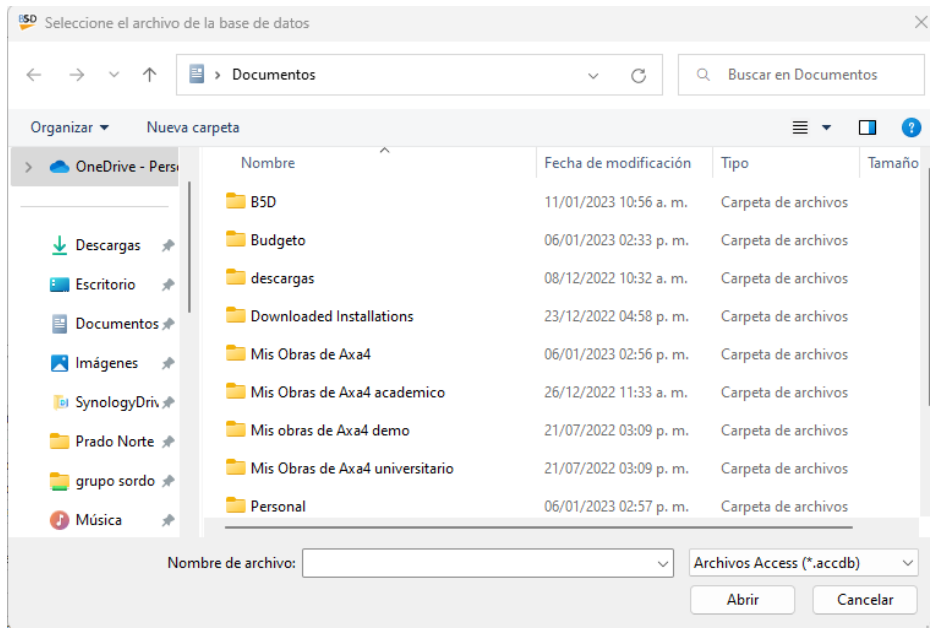 B5D Seleccione el archivo de la base de datos
Documentos
Buscar en Documentos
Organizar Nueva carpeta
OneDrive - Pers
Descargas
Escritorio
Documentos
Imágenes
SynologyDriv
Prado Norte
grupo sordo
Música
Nombre Fecha de modificación Tipo Tamaño
B5D 11/01/2023 10:56 a. m. Carpeta de archivos
Budgeto 06/01/2023 02:33 p. m. Carpeta de archivos
descargas 08/12/2022 10:32 a. m. Carpeta de archivos
Downloaded Installations 23/12/2022 04:58 p. m. Carpeta de archivos
Mis Obras de Axa4 06/01/2023 02:56 p. m. Carpeta de archivos
Mis Obras de Axa4 academico 26/12/2022 11:33 a. m. Carpeta de archivos
Mis obras de Axa4 demo 21/07/2022 03:09 p. m. Carpeta de archivos
Mis Obras de Axa4 universitario 21/07/2022 03:09 p. m. Carpeta de archivos
Personal 06/01/2023 02:57 p. m. Carpeta de archivos
Nombre de archivo: Archivos Access (*.accdb)
Abrir Cancelar